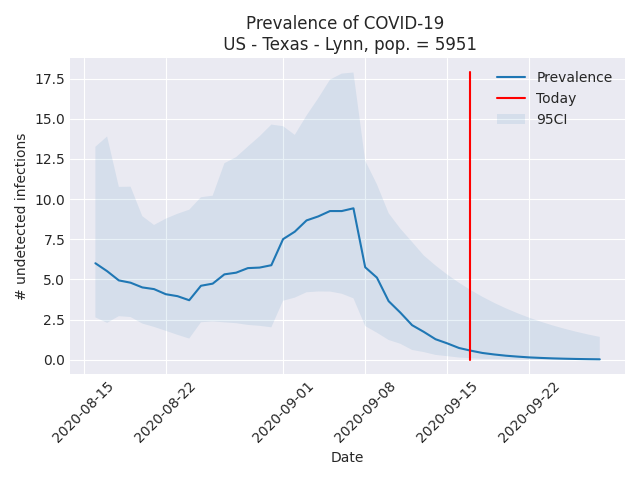 Prevalence of COVID-19
US - Texas - Lynn, pop. = 5951
Prevalence
Today
95CI
# undetected infections
17.5
15.0
12.5
10.0
7.5
5.0
2.5
0.0
2020-08-15
2020-08-22
2020-09-01
2020-09-08
2020-09-15
2020-09-22
Date